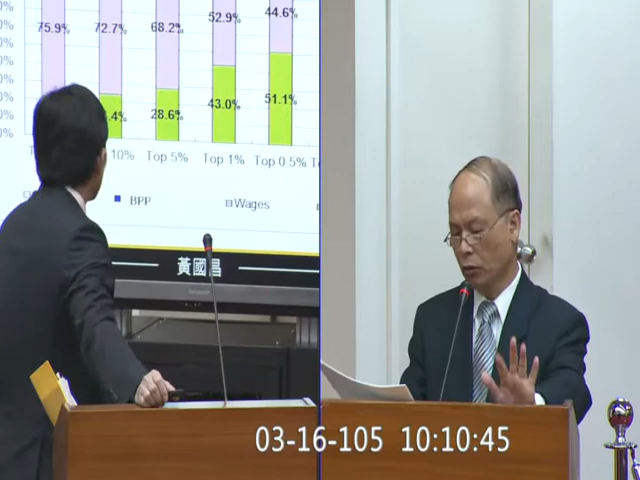 52.9% 44.6%
75.9% 72.7% 68.2%
.4% 28.6% 43.0% 51.1%
10% Top 5% Top 1% Top 0.5%
BPP Wages
黃國昌
03-16-105 10:10:45